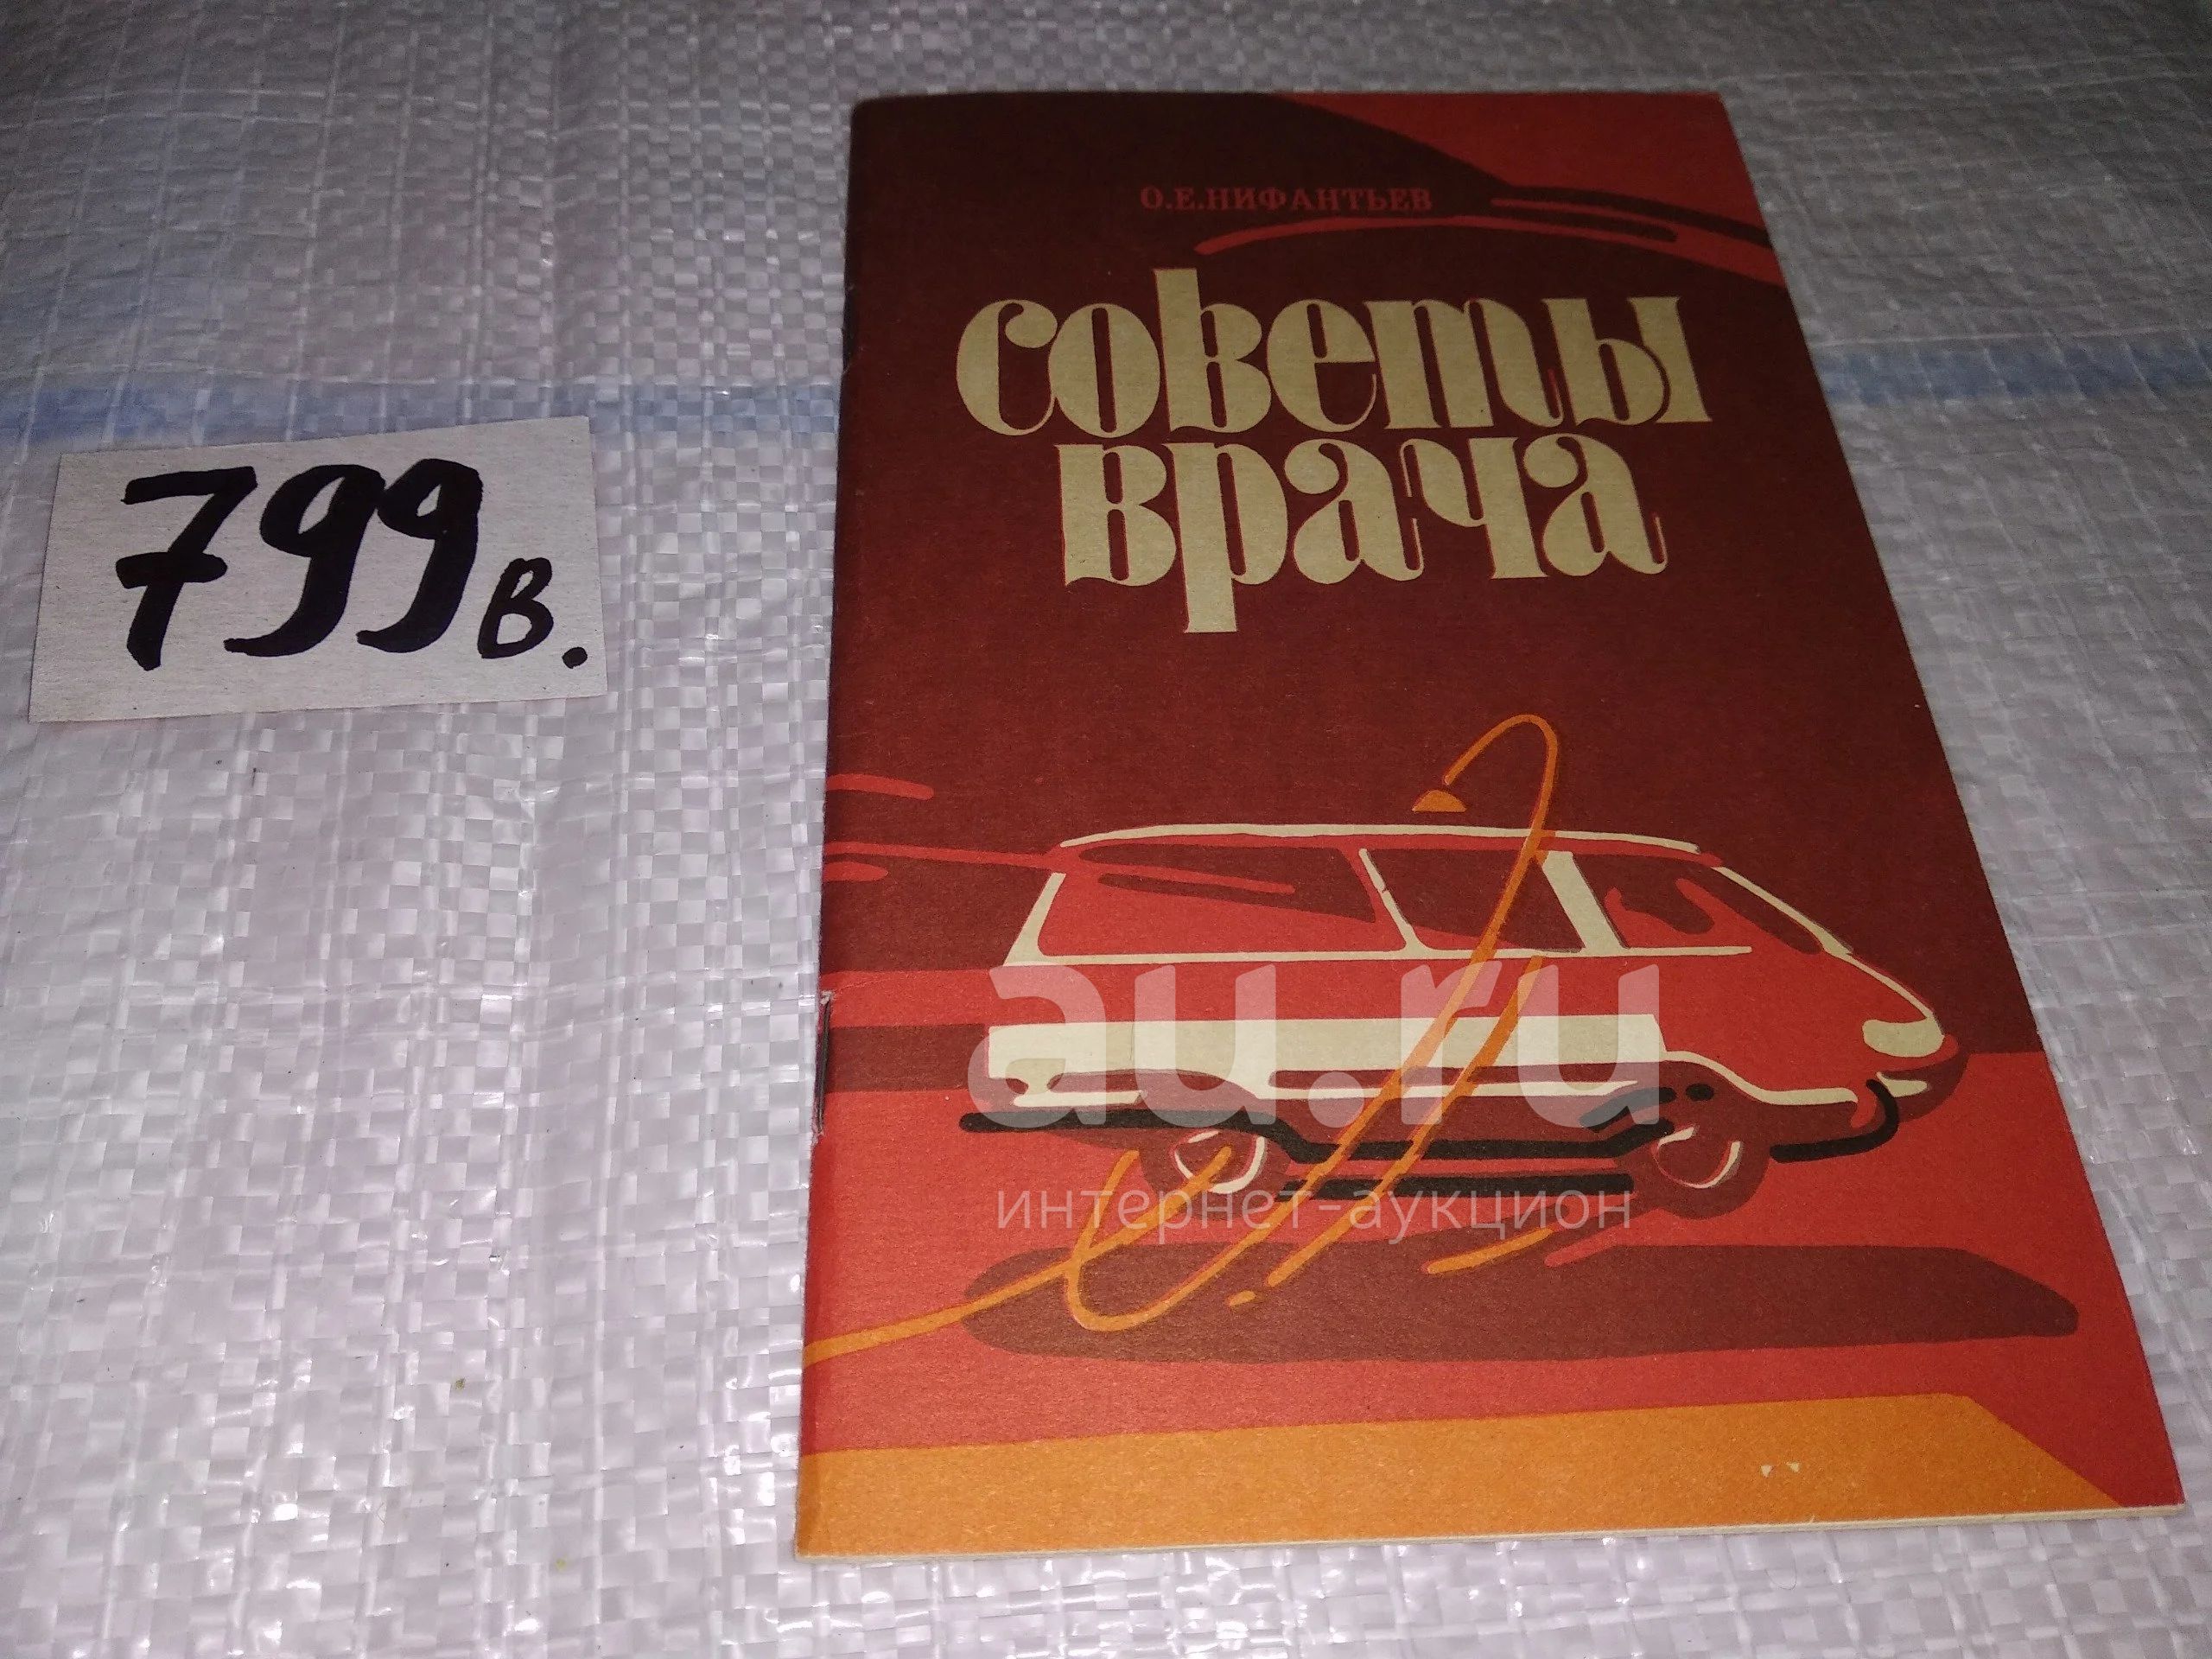 799в.
О.Е.НИФАНТЬЕВ
советы
врача
au.ru
интернет-аукцион